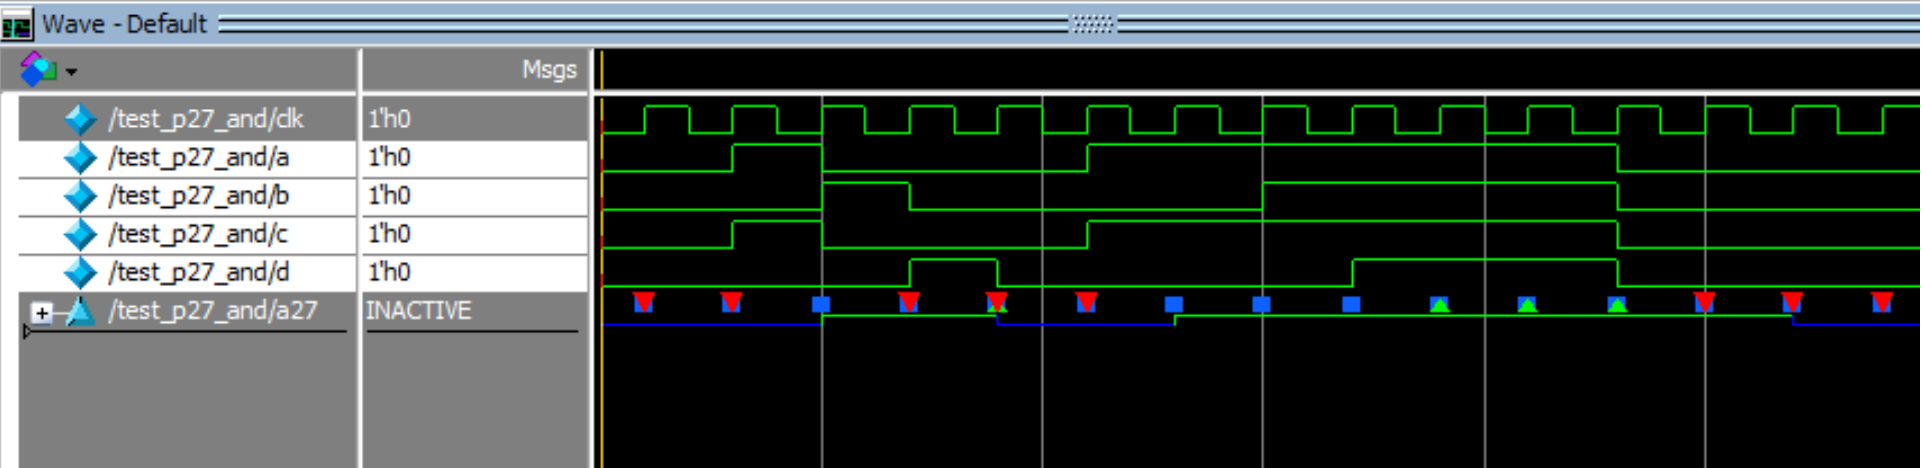 Wave - Default
Msgs
/test_p27_and/clk 1'h0
/test_p27_and/a 1'h0
/test_p27_and/b 1'h0
/test_p27_and/c 1'h0
/test_p27_and/d 1'h0
/test_p27_and/a27 INACTIVE